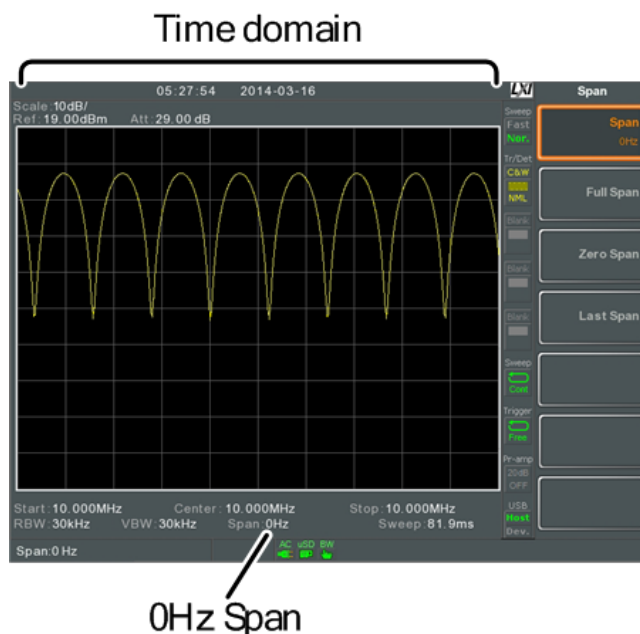 Time domain
05:27:54 2014-03-16
LXI
Span
Scale:10dB/
Ref:19.00dBm Att:29.00 dB
Sweep
Fast
Nor.
Tr/Det
C&W
NML
Blank
Blank
Blank
Sweep
Cont
Trigger
Free
Pr-amp
20dB
OFF
USB
Host
Dev.
Span
0Hz
Full Span
Zero Span
Last Span
Start:10.000MHz Center:10.000MHz Stop:10.000MHz
RBW:30kHz VBW:30kHz Span:0Hz Sweep:81.9ms
Span:0 Hz
AC uSD BW
0Hz Span